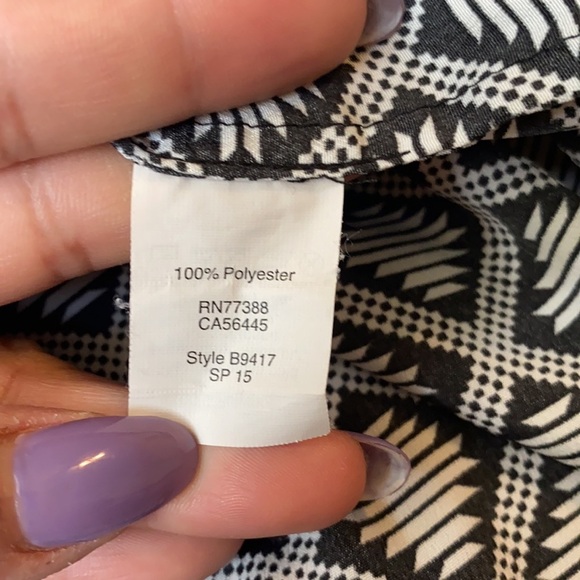 100% Polyester
RN77388
CA56445
Style B9417
SP 15